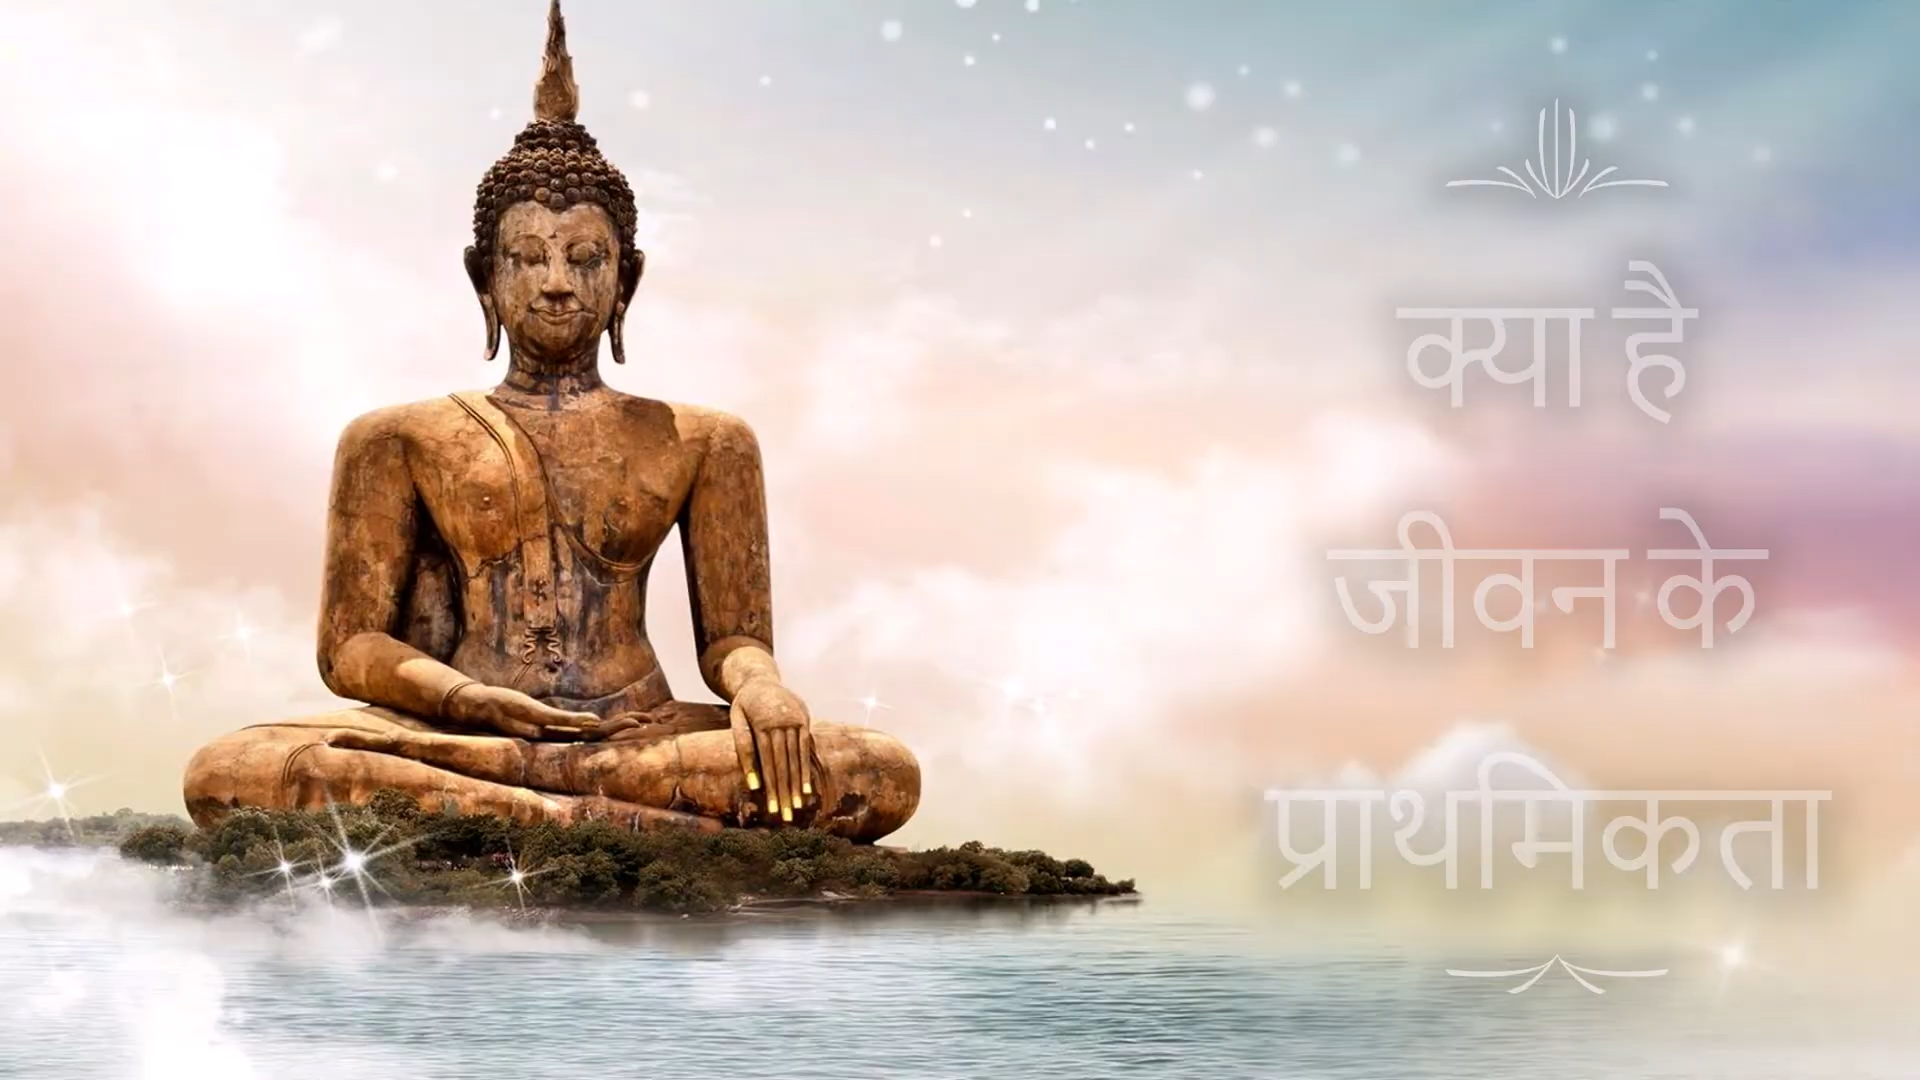 क्या है
जीवन के
प्राथमिकता